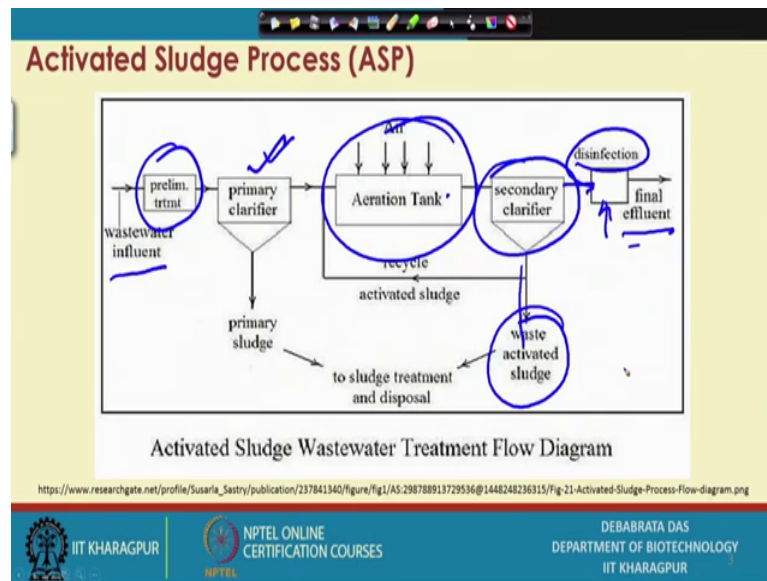 Activated Sludge Process (ASP)
Air
disinfection
prelim.
trtmt
primary
clarifier
Aeration Tank
secondary
clarifier
final
effluent
wastewater
influent
recycle
activated sludge
primary
sludge
waste
activated
sludge
to sludge treatment
and disposal
Activated Sludge Wastewater Treatment Flow Diagram
https://www.researchgate.net/profile/Susarla_Sastry/publication/237841340/figure/fig1/AS:298788913729536@1448248236315/Fig-21-Activated-Sludge-Process-Flow-diagram.png
IIT KHARAGPUR
NPTEL
NPTEL ONLINE
CERTIFICATION COURSES
DEBABRATA DAS
DEPARTMENT OF BIOTECHNOLOGY
IIT KHARAGPUR
3